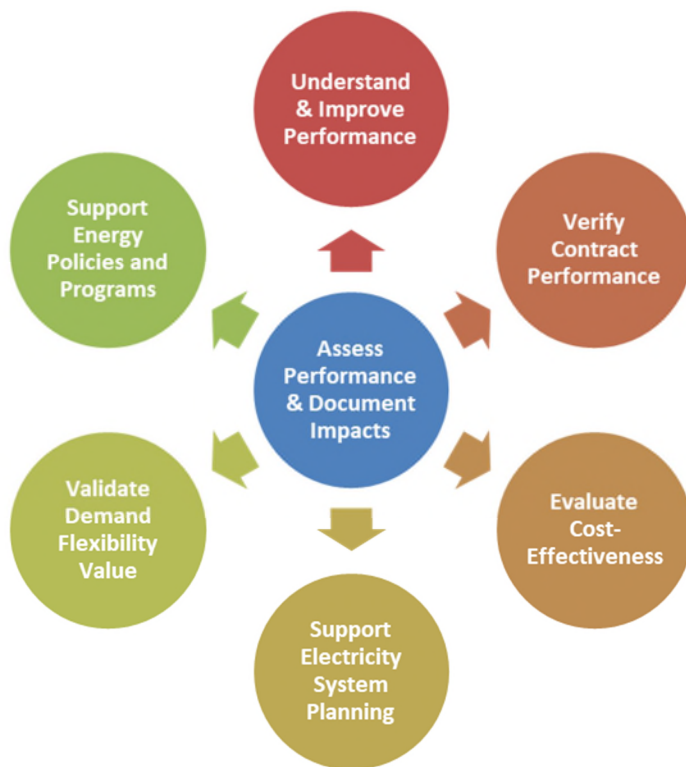 Understand
& Improve
Performance
Support
Energy
Policies and
Programs
Verify
Contract
Performance
Assess
Performance
& Document
Impacts
Validate
Demand
Flexibility
Value
Evaluate
Cost-
Effectiveness
Support
Electricity
System
Planning